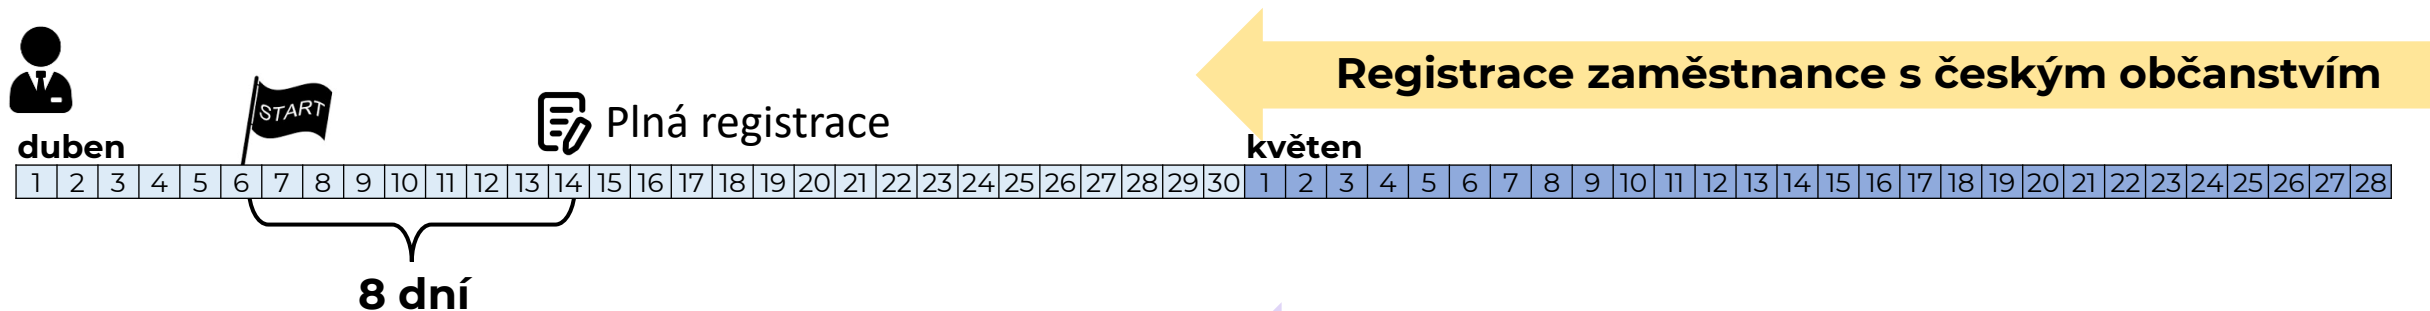 Registrace zaměstnance s českým občanstvím
START
Plná registrace
duben
květen
1 2 3 4 5 6 7 8 9 10 11 12 13 14 15 16 17 18 19 20 21 22 23 24 25 26 27 28 29 30 1 2 3 4 5 6 7 8 9 10 11 12 13 14 15 16 17 18 19 20 21 22 23 24 25 26 27 28
8 dní